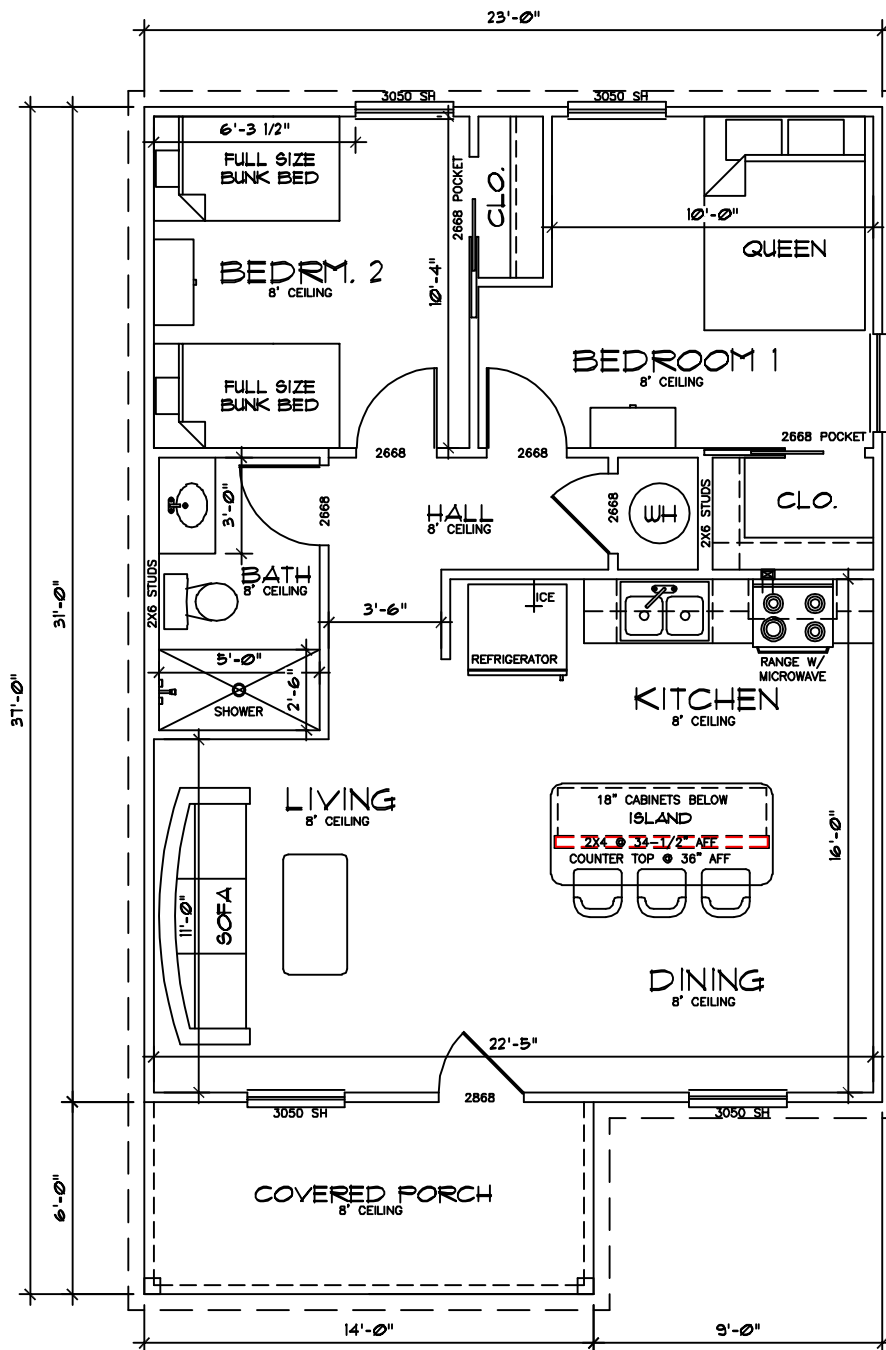 23'-0"
3050 SH
3050 SH
6'-3 1/2"
FULL SIZE
BUNK BED
2668 POCKET
CLO.
10'-0"
QUEEN
BEDRM. 2
8' CEILING
10'-4"
BEDROOM 1
8' CEILING
FULL SIZE
BUNK BED
2668
2668
2668 POCKET
3'-0"
2668
HALL
8' CEILING
2668
WH
2X6 STUDS
CLO.
2X6 STUDS
BATH
8' CEILING
31'-0"
37'-0"
3'-6"
ICE
REFRIGERATOR
RANGE W/
MICROWAVE
5'-0"
2'-6"
SHOWER
KITCHEN
8' CEILING
LIVING
8' CEILING
18" CABINETS BELOW
ISLAND
2X4 @ 34-1/2" AFF
COUNTER TOP @ 36" AFF
16'-0"
11'-0"
SOFA
DINING
8' CEILING
22'-5"
3050 SH
2868
3050 SH
6'-0"
COVERED PORCH
8' CEILING
14'-0"
9'-0"